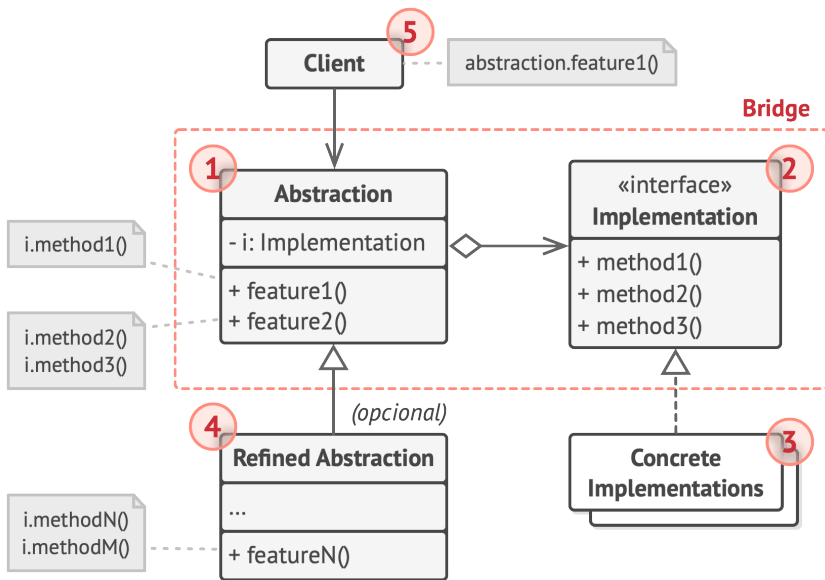 5
Client
abstraction.feature1()
Bridge
1
Abstraction
- i: Implementation
+ feature1()
+ feature2()
2
«interface»
Implementation
+ method1()
+ method2()
+ method3()
i.method1()
i.method2()
i.method3()
(opcional)
4
Refined Abstraction
...
+ featureN()
3
Concrete
Implementations
i.methodN()
i.methodM()